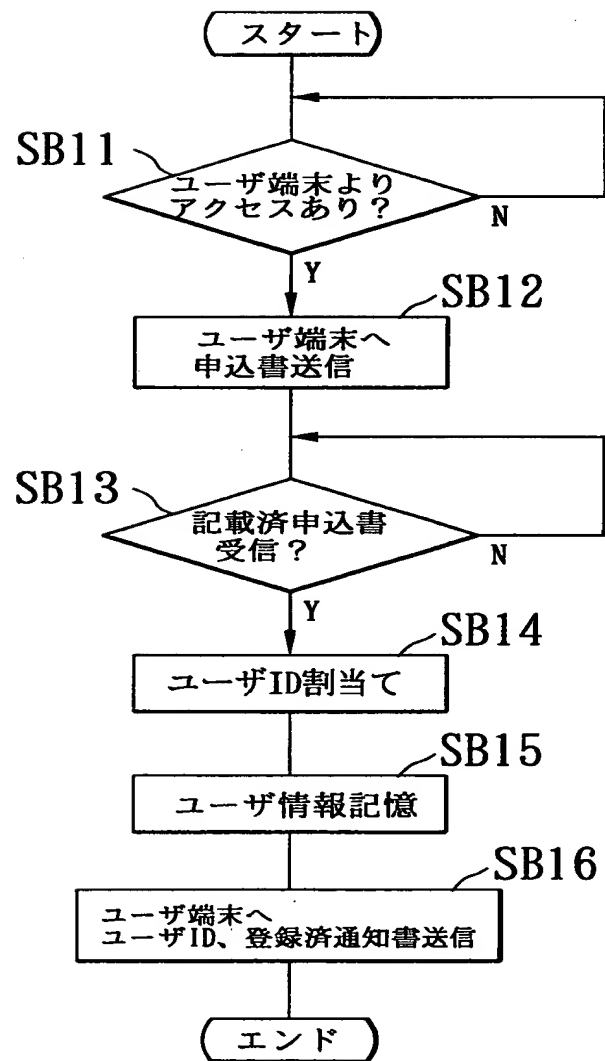 スタート
SB11
ユーザ端末より
アクセスあり?
N
Y
SB12
ユーザ端末へ
申込書送信
SB13
記載済申込書
受信?
N
Y
SB14
ユーザID割当て
SB15
ユーザ情報記憶
SB16
ユーザ端末へ
ユーザID、登録済通知書送信
エンド